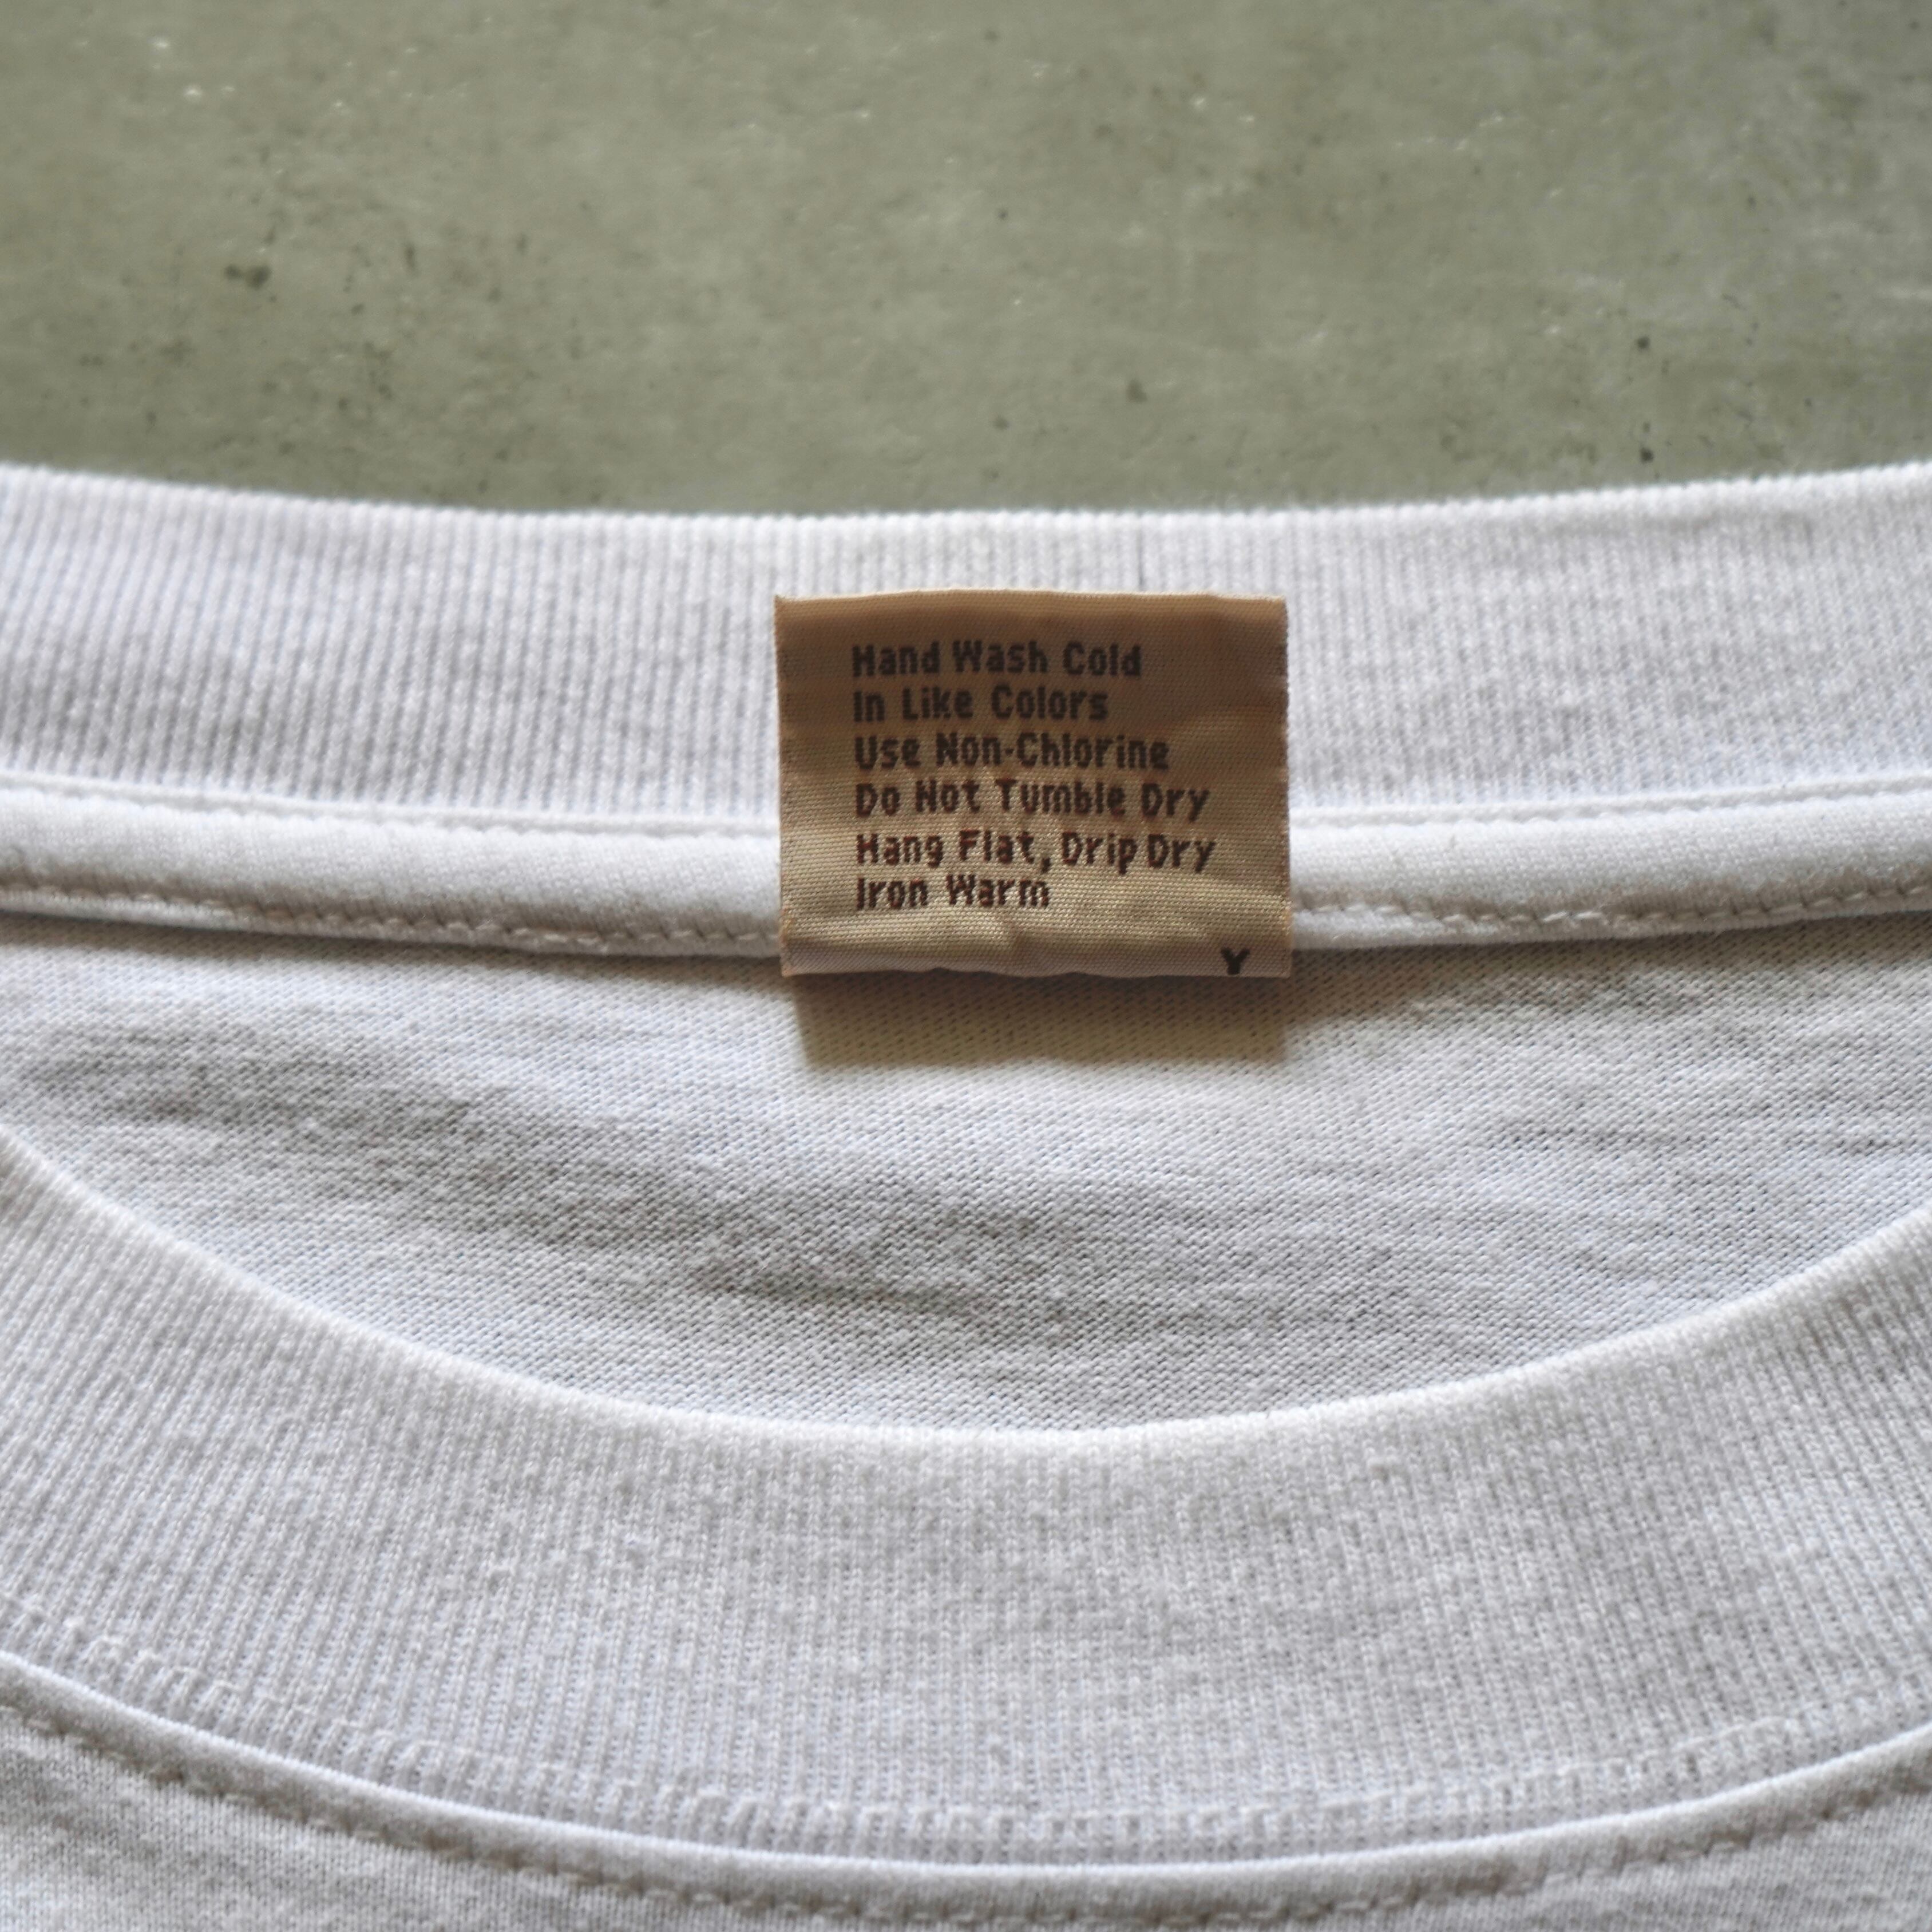 Hand Wash Cold
In Like Colors
Use Non-Chlorine
Do Not Tumble Dry
Hang Flat, Drip Dry
Iron Warm
Y